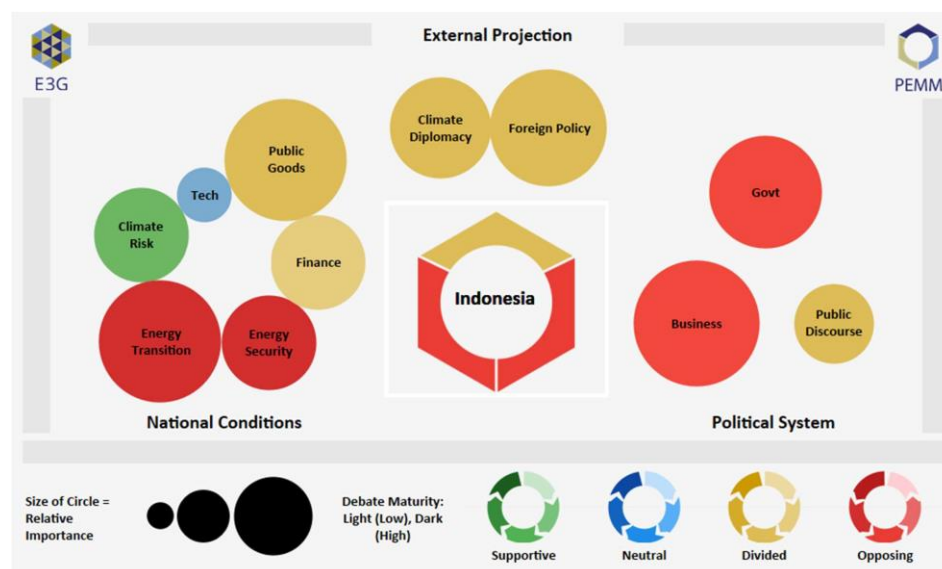 External Projection
E3G
PEMM
Climate
Diplomacy
Foreign Policy
Public
Goods
Tech
Climate
Risk
Finance
Energy
Transition
Energy
Security
Indonesia
Govt
Business
Public
Discourse
National Conditions
Political System
Size of Circle =
Relative
Importance
Debate Maturity:
Light (Low), Dark
(High)
Supportive
Neutral
Divided
Opposing